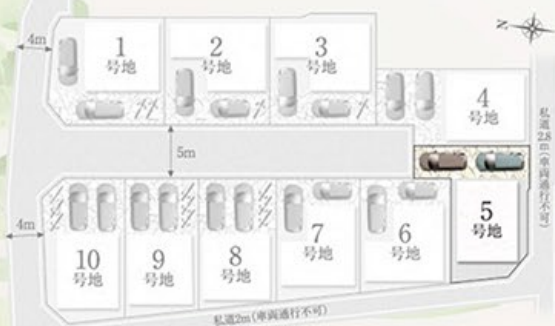 4m
1
号地
2
号地
3
号地
4
号地
N
私道2.8m(車両通行不可)
5m
4m
10
号地
9
号地
8
号地
7
号地
6
号地
5
号地
私道2m(車両通行不可)